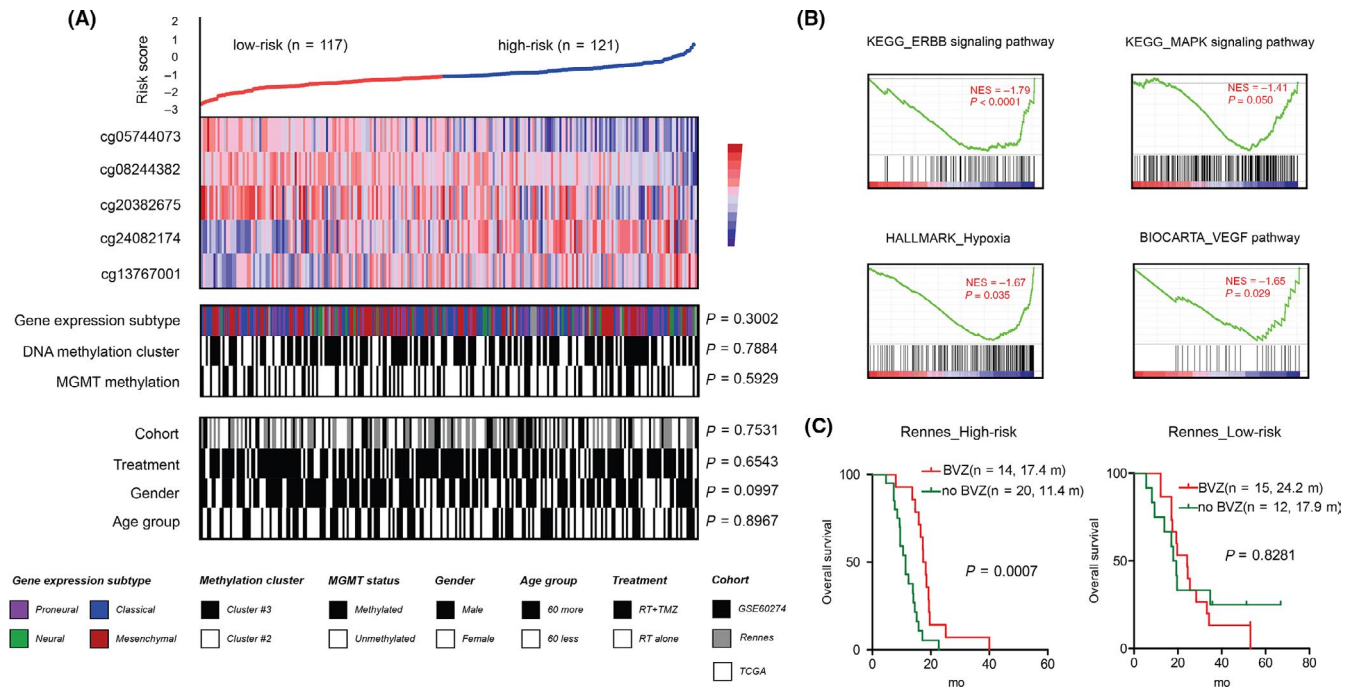 (A)
2
1
0
−1
−2
−3
Risk score
low-risk (n = 117)
high-risk (n = 121)
cg05744073
cg08244382
cg20382675
cg24082174
cg13767001
Gene expression subtype
P = 0.3002
DNA methylation cluster
P = 0.7884
MGMT methylation
P = 0.5929
Cohort
P = 0.7531
Treatment
P = 0.6543
Gender
P = 0.0997
Age group
P = 0.8967
Gene expression subtype
Proneural
Classical
Neural
Mesenchymal
Methylation cluster
Cluster #3
Cluster #2
MGMT status
Methylated
Unmethylated
Gender
Male
Female
Age group
60 more
60 less
Treatment
RT+TMZ
RT alone
Cohort
GSE60274
Rennes
TCGA
(B)
KEGG_ERBB signaling pathway
NES = −1.79
P < 0.0001
KEGG_MAPK signaling pathway
NES = −1.41
P = 0.050
HALLMARK_Hypoxia
NES = −1.67
P = 0.035
BIOCARTA_VEGF pathway
NES = −1.65
P = 0.029
(C)
Rennes_High-risk
BVZ(n = 14, 17.4 m)
no BVZ(n = 20, 11.4 m)
P = 0.0007
Overall survival
100
50
0
0
20
40
60
mo
Rennes_Low-risk
BVZ(n = 15, 24.2 m)
no BVZ(n = 12, 17.9 m)
P = 0.8281
Overall survival
100
50
0
0
20
40
60
80
mo